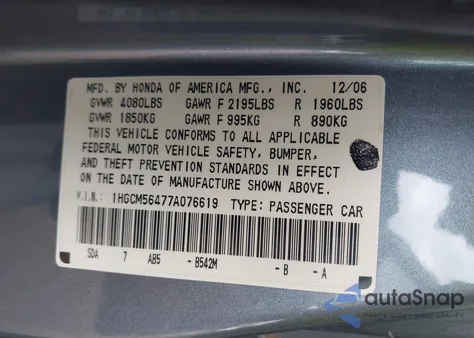 MFD. BY HONDA OF AMERICA MFG., INC. 12/06
GVWR 4080LBS GAWR F 2195LBS R 1960LBS
GVWR 1850KG GAWR F 995KG R 890KG
THIS VEHICLE CONFORMS TO ALL APPLICABLE
FEDERAL MOTOR VEHICLE SAFETY, BUMPER,
AND THEFT PREVENTION STANDARDS IN EFFECT
ON THE DATE OF MANUFACTURE SHOWN ABOVE.
V.I.N.: 1HGCM56477A076619 TYPE: PASSENGER CAR
SDA 7 AB5 - B542M - B - A
autoSnap